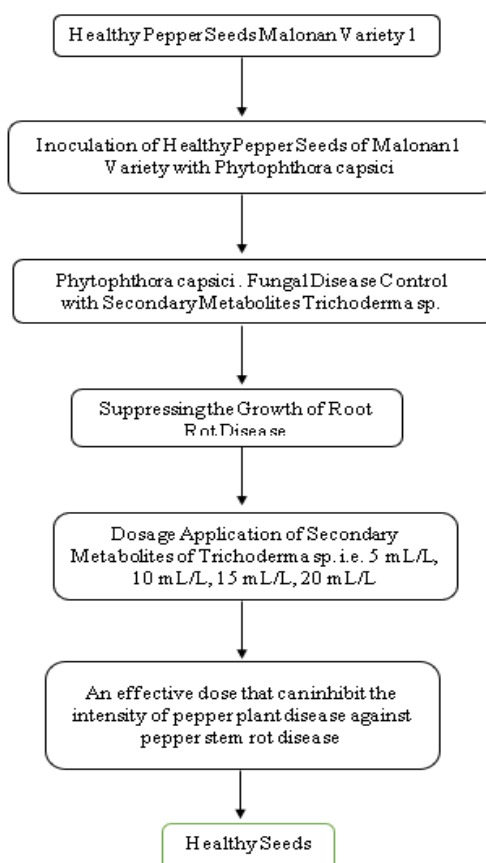 Healthy Pepper Seeds Malonan Variety 1
Inoculation of Healthy Pepper Seeds of Malonan1
Variety with Phytophthora capsici
Phytophthora capsici . Fungal Disease Control
with Secondary Metabolites Trichoderma sp.
Suppressing the Growth of Root
Rot Disease
Dosage Application of Secondary
Metabolites of Trichoderma sp. i.e. 5 mL/L,
10 mL/L, 15 mL/L, 20 mL/L
An effective dose that caninhibit the
intensity of pepper plant disease against
pepper stem rot disease
Healthy Seeds